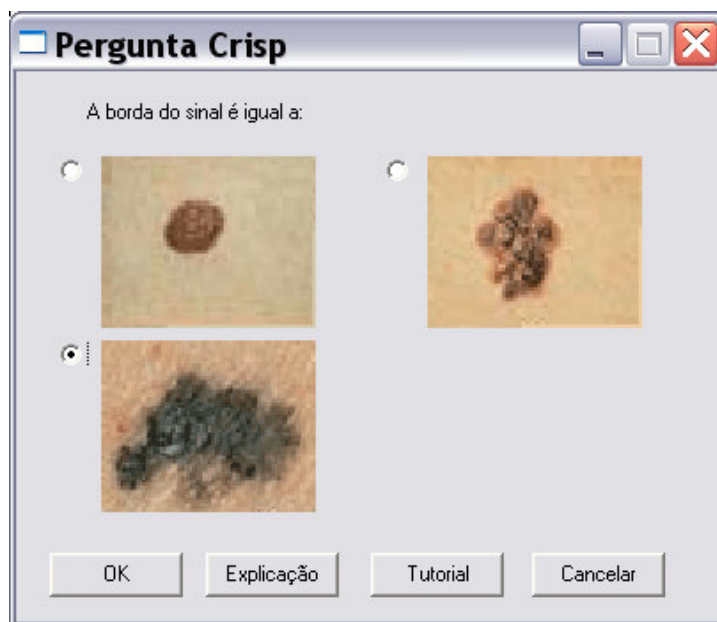 Pergunta Crisp
A borda do sinal é igual a:
OK
Explicação
Tutorial
Cancelar